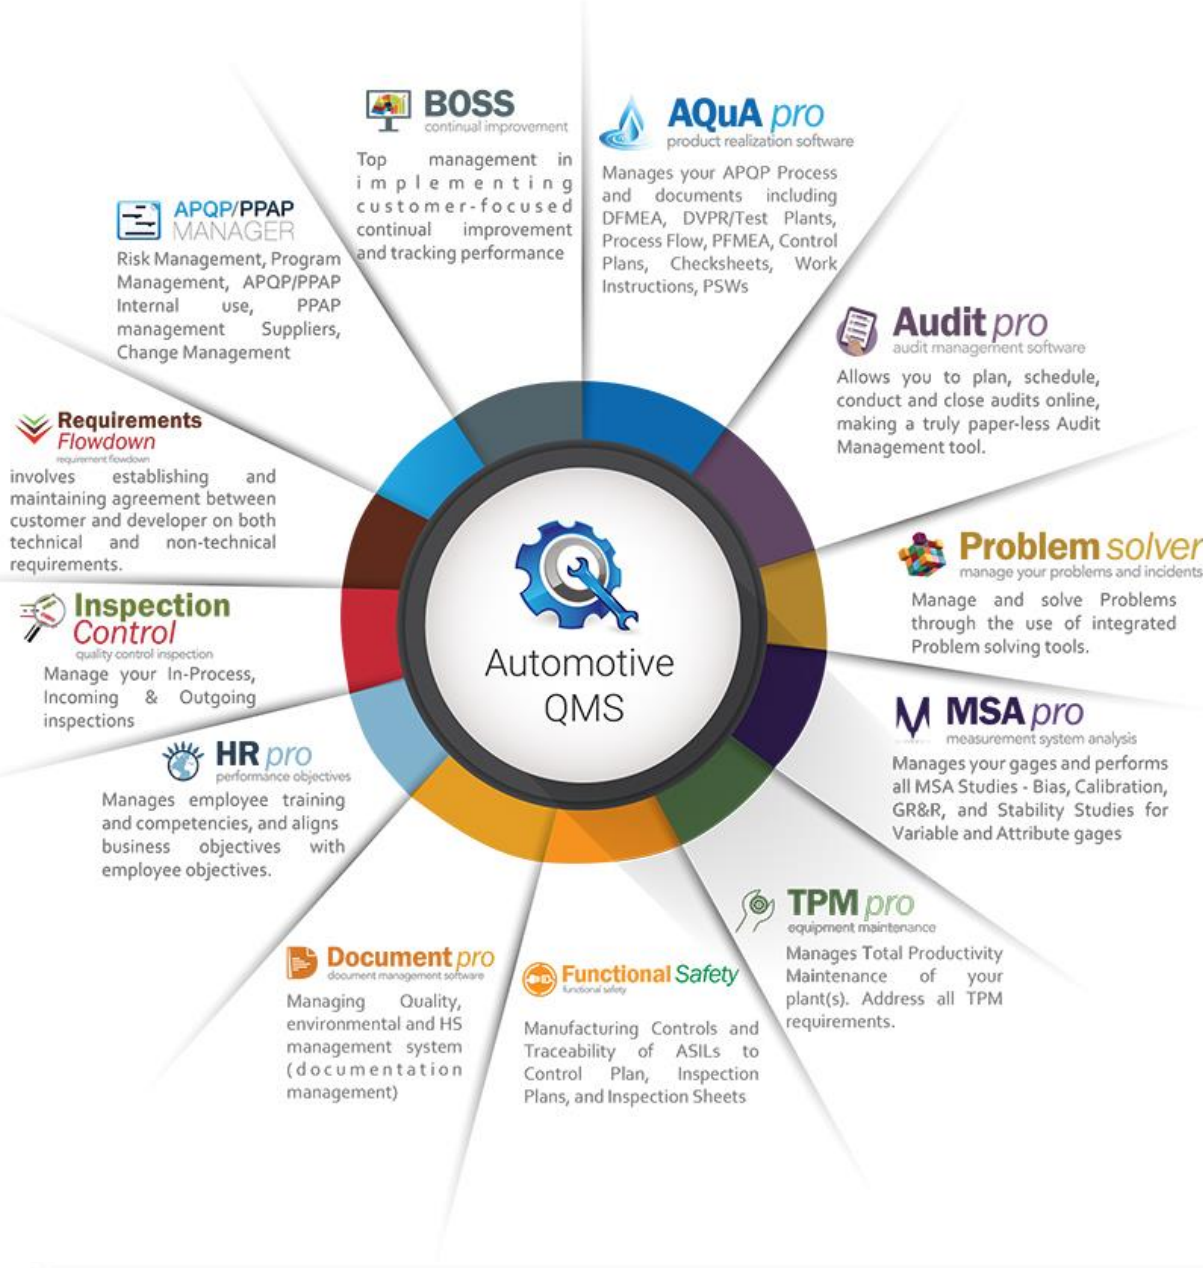 BOSS
continual improvement
Top management in
implementing
customer-focused
continual improvement
and tracking performance
AQuA pro
product realization software
Manages your APQP Process
and documents including
DFMEA, DVPR/Test Plants,
Process Flow, PFMEA, Control
Plans, Checksheets, Work
Instructions, PSWs
APQP/PPAP
MANAGER
Risk Management, Program
Management, APQP/PPAP
Internal use, PPAP
management Suppliers,
Change Management
Audit pro
audit management software
Allows you to plan, schedule,
conduct and close audits online,
making a truly paper-less Audit
Management tool.
Requirements
Flowdown
requirement flowdown
involves establishing and
maintaining agreement between
customer and developer on both
technical and non-technical
requirements.
Problem solver
manage your problems and incidents
Manage and solve Problems
through the use of integrated
Problem solving tools.
Inspection
Control
quality control inspection
Manage your In-Process,
Incoming & Outgoing
inspections
Automotive
QMS
MSA pro
measurement system analysis
Manages your gages and performs
all MSA Studies - Bias, Calibration,
GR&R, and Stability Studies for
Variable and Attribute gages
HR pro
performance objectives
Manages employee training
and competencies, and aligns
business objectives with
employee objectives.
TPM pro
equipment maintenance
Manages Total Productivity
Maintenance of your
plant(s). Address all TPM
requirements.
Document pro
document management software
Managing Quality,
environmental and HS
management system
(documentation
management)
Functional Safety
functional safety
Manufacturing Controls and
Traceability of ASILs to
Control Plan, Inspection
Plans, and Inspection Sheets